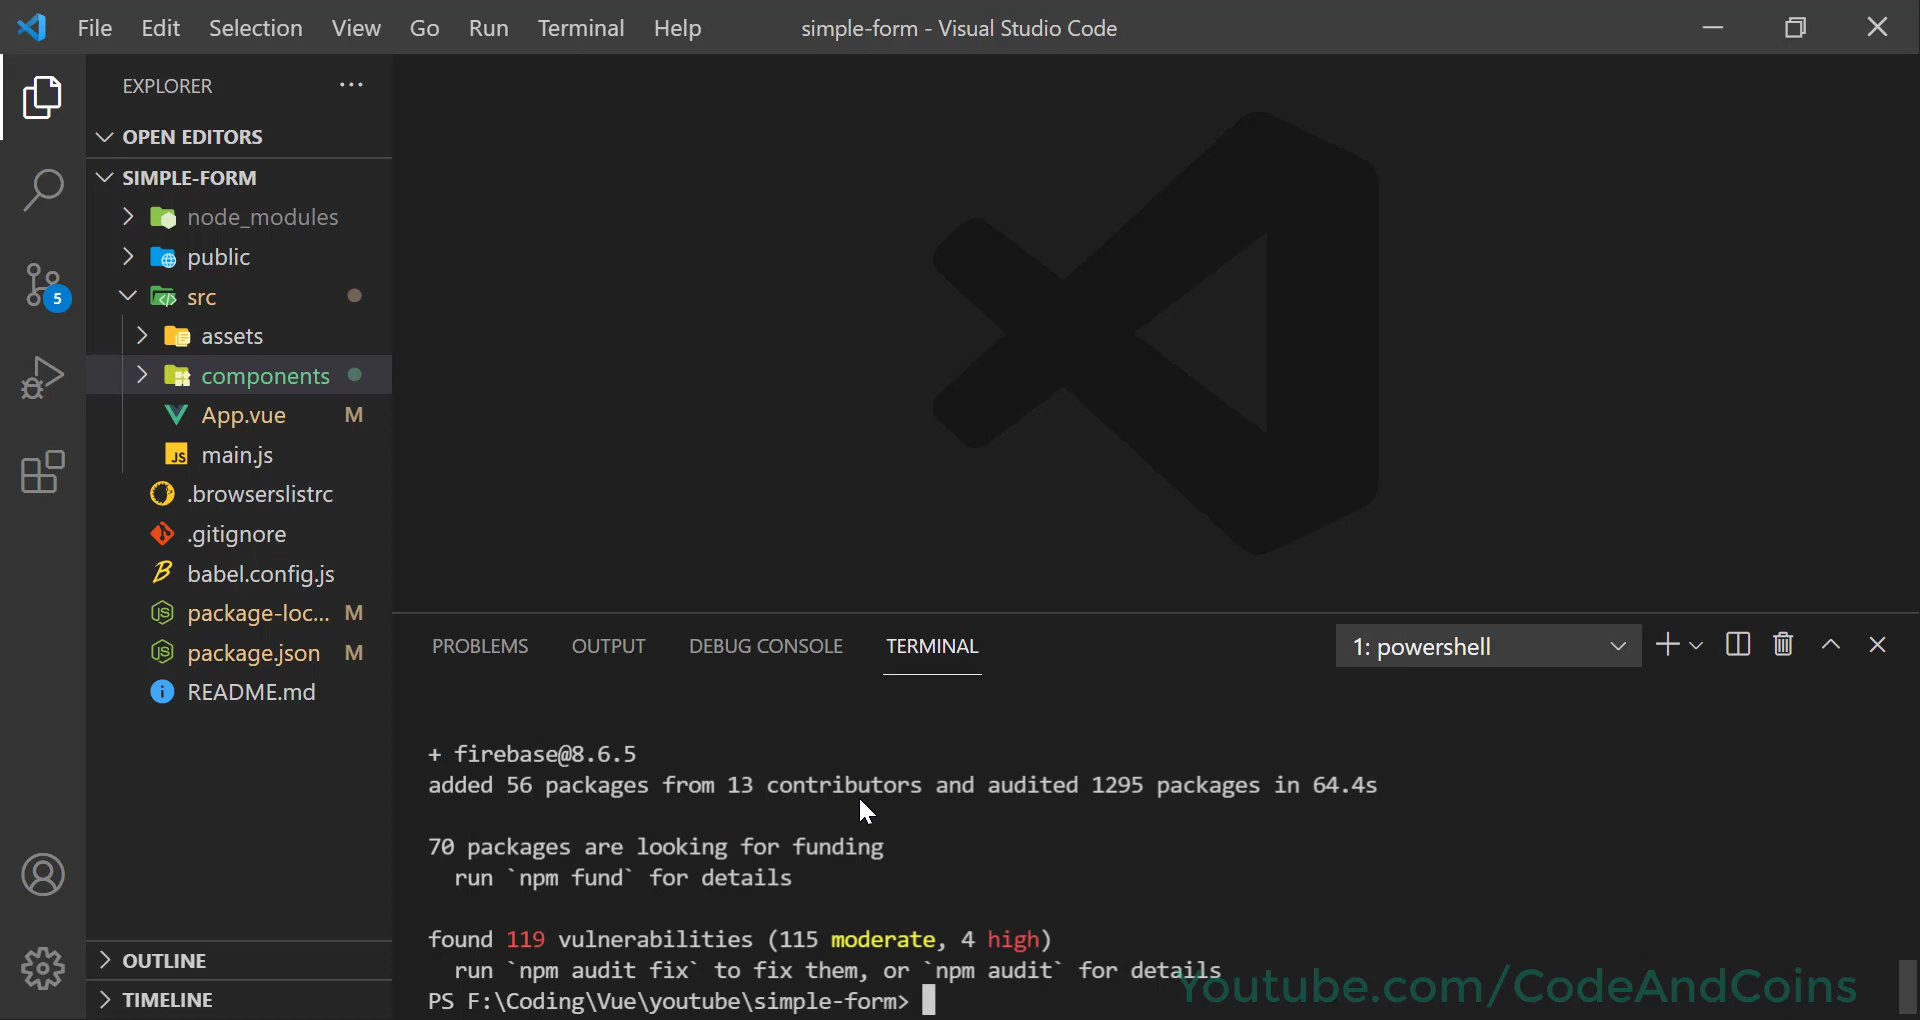 File Edit Selection View Go Run Terminal Help simple-form - Visual Studio Code
EXPLORER ...
OPEN EDITORS
SIMPLE-FORM
node_modules
public
src
assets
components
App.vue M
main.js
.browserslistrc
.gitignore
babel.config.js
package-loc... M
package.json M
README.md
OUTLINE
TIMELINE
5
PROBLEMS OUTPUT DEBUG CONSOLE TERMINAL 1: powershell
+ firebase@8.6.5
added 56 packages from 13 contributors and audited 1295 packages in 64.4s
70 packages are looking for funding
run `npm fund` for details
found 119 vulnerabilities (115 moderate, 4 high)
run `npm audit fix` to fix them, or `npm audit` for details
PS F:\Coding\Vue\youtube\simple-form>
Youtube.com/CodeAndCoins